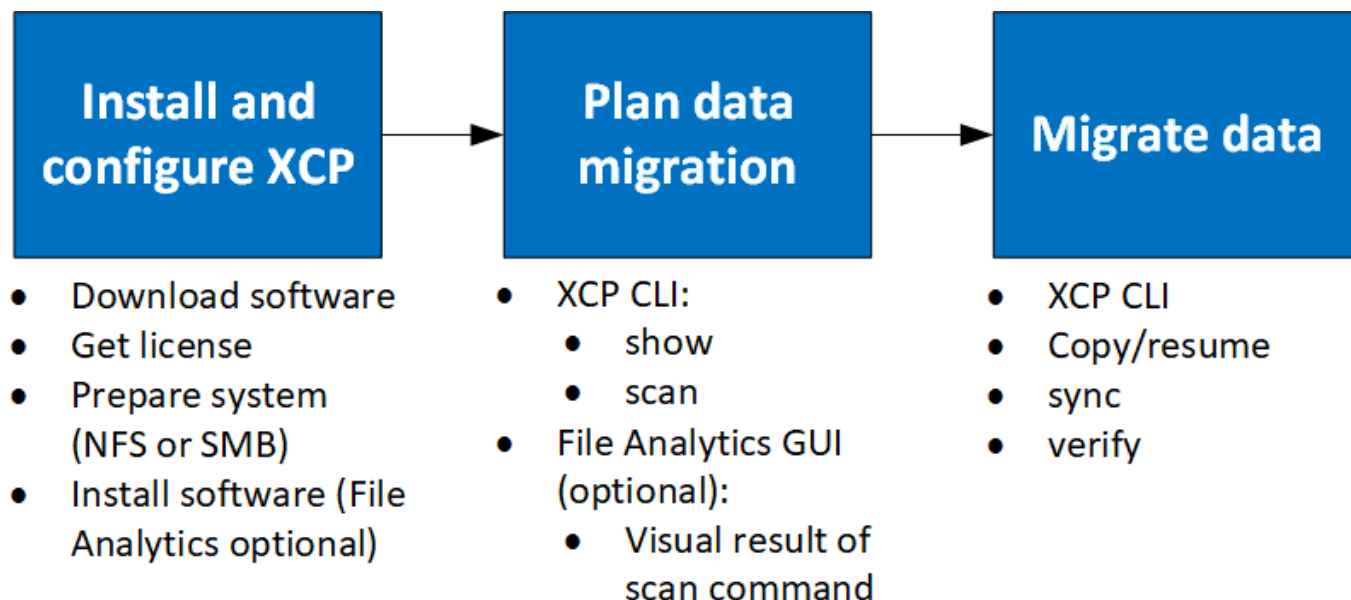 Install and
configure XCP
Plan data
migration
Migrate data
• Download software
• Get license
• Prepare system
(NFS or SMB)
• Install software (File
Analytics optional)
• XCP CLI:
• show
• scan
• File Analytics GUI
(optional):
• Visual result of
scan command
• XCP CLI
• Copy/resume
• sync
• verify